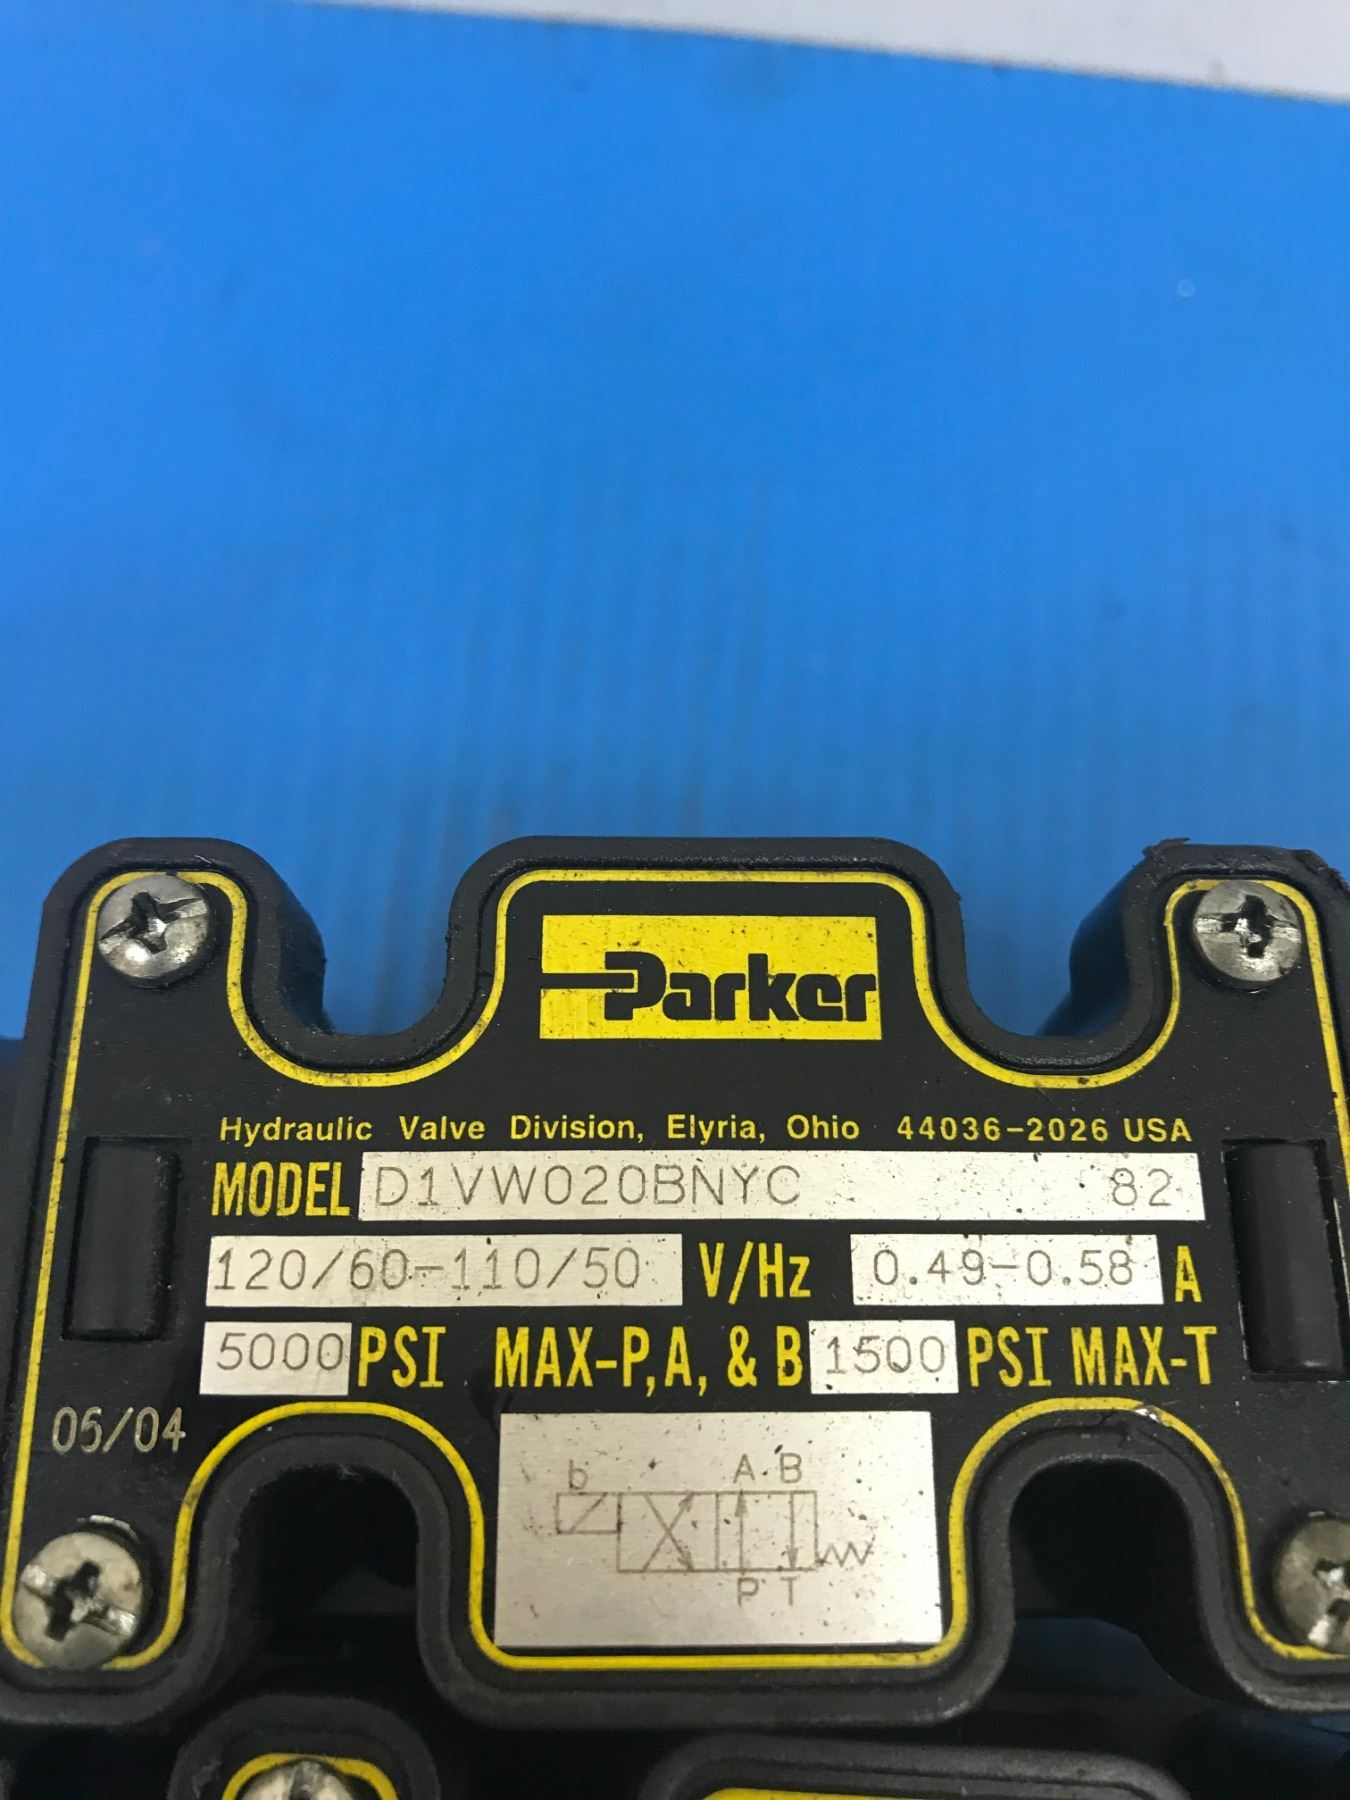 Parker
Hydraulic Valve Division, Elyria, Ohio 44036-2026 USA
MODEL D1VW020BNYC 82
120/60-110/50 V/Hz 0.49-0.58 A
5000 PSI MAX-P, A, & B 1500 PSI MAX-T
05/04
b A B
P T